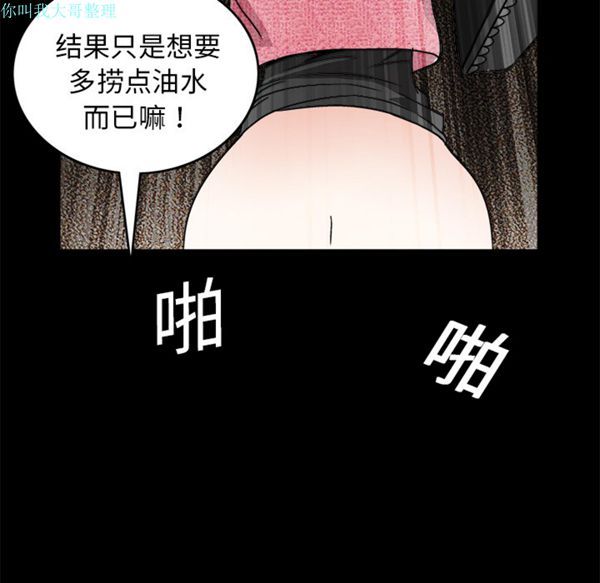 你叫我大哥整理
结果只是想要
多捞点油水
而已嘛！
啪
啪